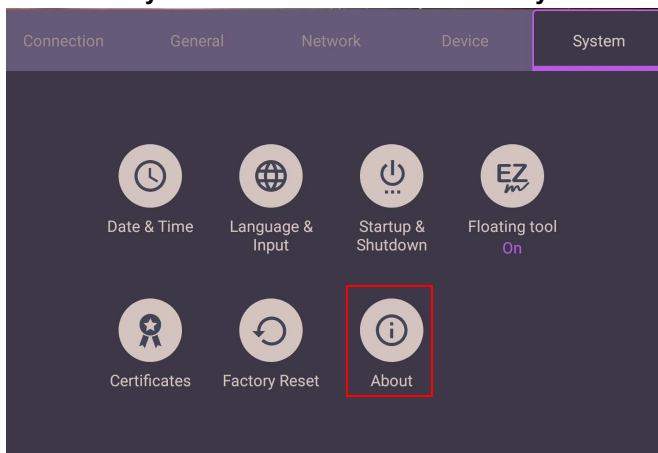 Connection General Network Device System
EZ
Date & Time Language & Input Startup & Shutdown Floating tool
On
Certificates Factory Reset About